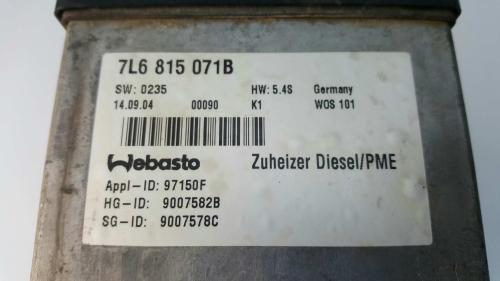 7L6 815 071B
SW: 0235 HW: 5.4S Germany
14.09.04 00090 K1 WOS 101
Webasto Zuheizer Diesel/PME
Appl-ID: 97150F
HG-ID: 9007582B
SG-ID: 9007578C